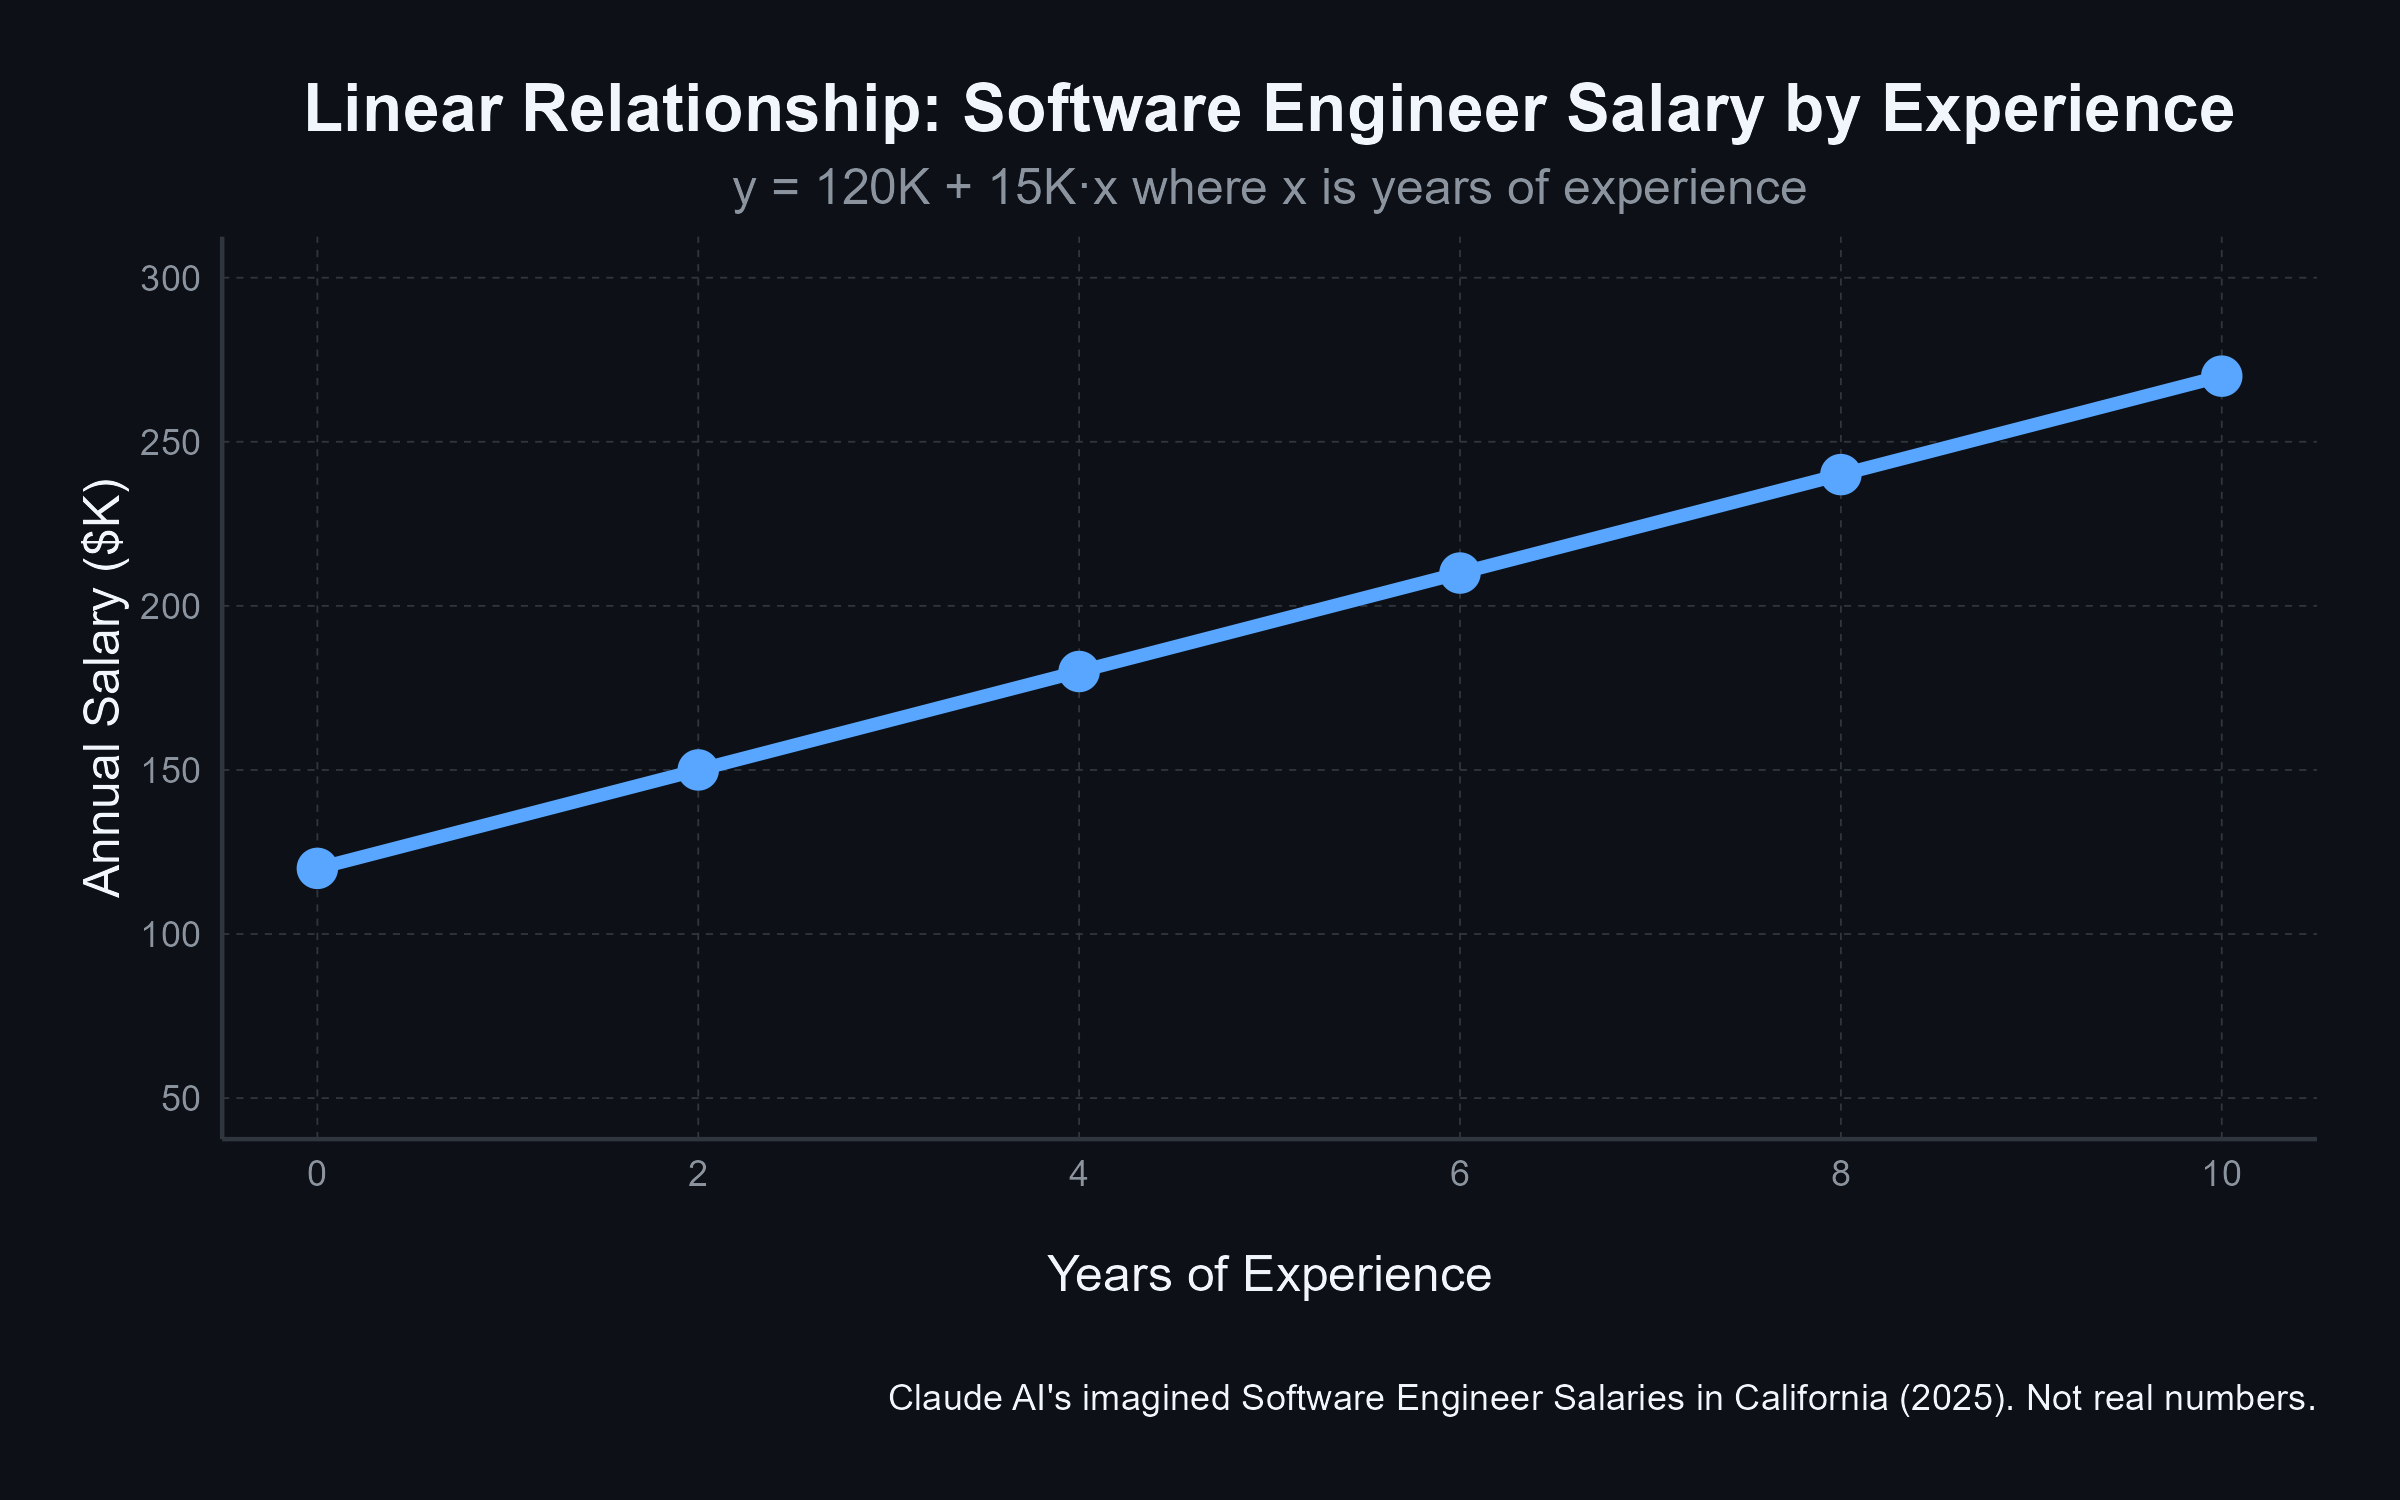 Linear Relationship: Software Engineer Salary by Experience
y = 120K + 15K·x where x is years of experience
Annual Salary ($K)
300
250
200
150
100
50
0 2 4 6 8 10
Years of Experience
Claude AI's imagined Software Engineer Salaries in California (2025). Not real numbers.